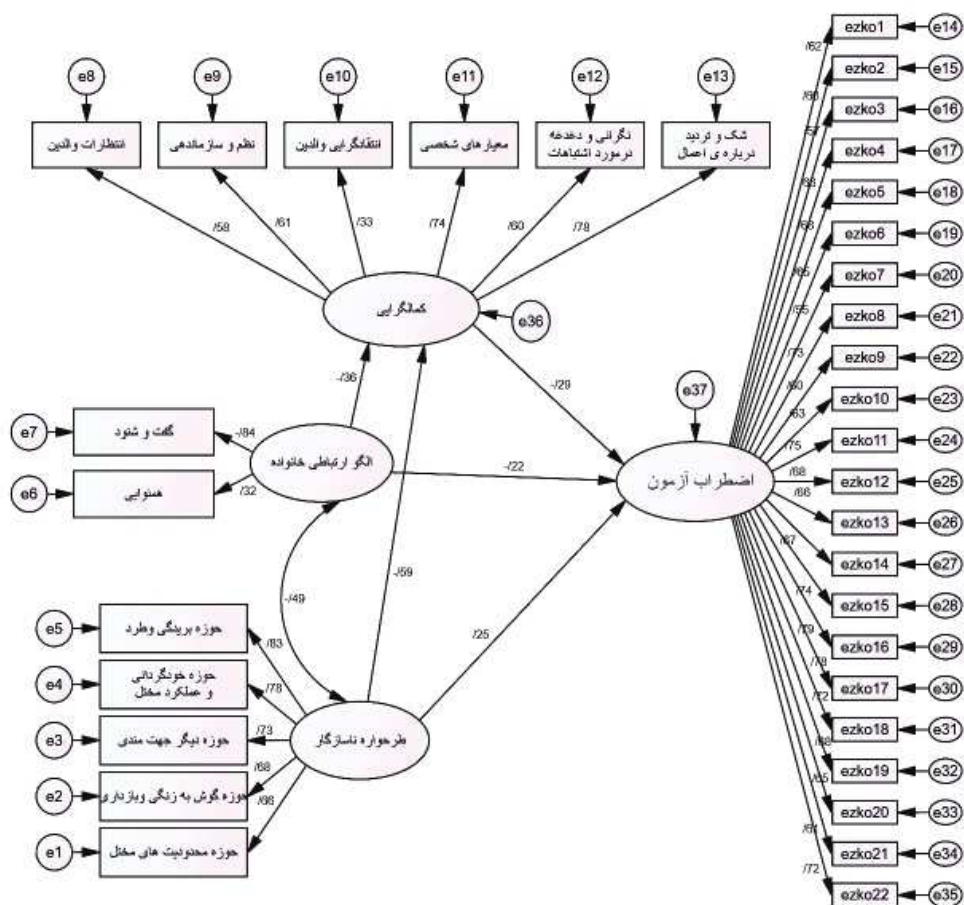 e8
e9
e10
e11
e12
e13
انتظارات والدین
نظم و سازماندهی
انتقادگرایی والدین
معیارهای شخصی
نگرانی و دغدغه
درمورد اشتباهات
شک و تردید
درباره ی اعمال
/58
/61
/33
/74
/60
/78
کمالگرایی
e36
-/36
-/29
e7
گفت و شنود
-/84
e6
همنوایی
/32
الگو ارتباطی خانواده
-/22
e37
اضطراب آزمون
-/49
-/59
/25
e5
حوزه بریدگی وطرد
/83
e4
حوزه خودگردانی
و عملکرد مختل
/78
e3
حوزه دیگر جهت مندی
/73
e2
حوزه گوش به زنگی وبازداری
/68
e1
حوزه محدودیت های مختل
/66
طرحواره ناسازگار
/62
/55
/73
/60
/63
/75
/68
/66
/67
/74
/79
/78
/72
/65
/61
/72
ezko1 e14
ezko2 e15
ezko3 e16
ezko4 e17
ezko5 e18
ezko6 e19
ezko7 e20
ezko8 e21
ezko9 e22
ezko10 e23
ezko11 e24
ezko12 e25
ezko13 e26
ezko14 e27
ezko15 e28
ezko16 e29
ezko17 e30
ezko18 e31
ezko19 e32
ezko20 e33
ezko21 e34
ezko22 e35